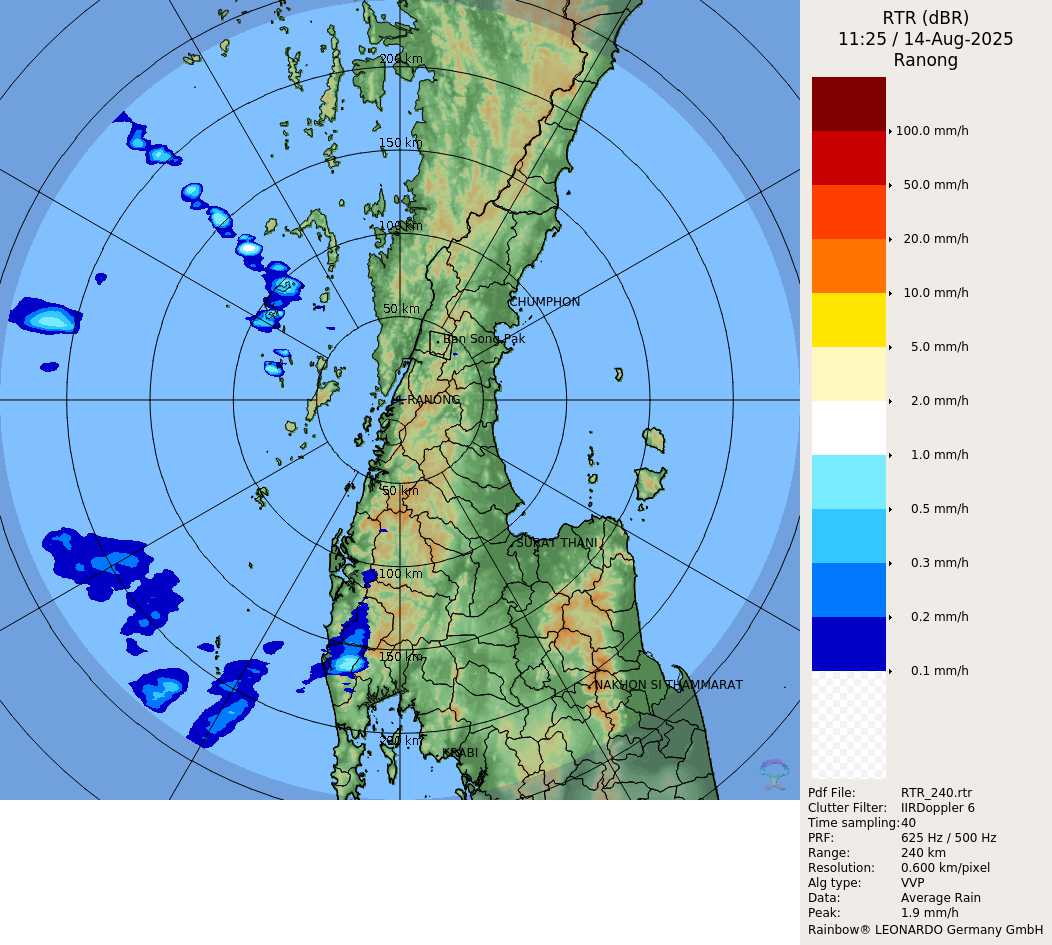 RTR (dBR)
11:25 / 14-Aug-2025
Ranong
200 km
150 km
100 km
50 km
CHUMPHON
Ban Song Pak
RANONG
50 km
SURAT THANI
100 km
150 km
NAKHON SI THAMMARAT
200 km
KRABI
100.0 mm/h
50.0 mm/h
20.0 mm/h
10.0 mm/h
5.0 mm/h
2.0 mm/h
1.0 mm/h
0.5 mm/h
0.3 mm/h
0.2 mm/h
0.1 mm/h
Pdf File: RTR_240.rtr
Clutter Filter: IIRDoppler 6
Time sampling:40
PRF: 625 Hz / 500 Hz
Range: 240 km
Resolution: 0.600 km/pixel
Alg type: VVP
Data: Average Rain
Peak: 1.9 mm/h
Rainbow® LEONARDO Germany GmbH